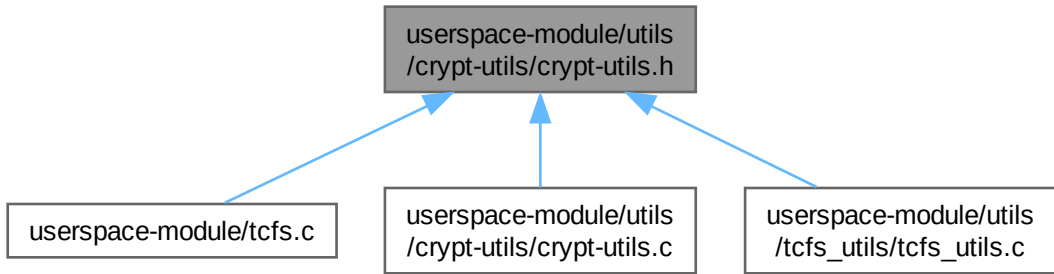 userspace-module/utils
/crypt-utils/crypt-utils.h
userspace-module/tcfs.c
userspace-module/utils
/crypt-utils/crypt-utils.c
userspace-module/utils
/tcfs_utils/tcfs_utils.c